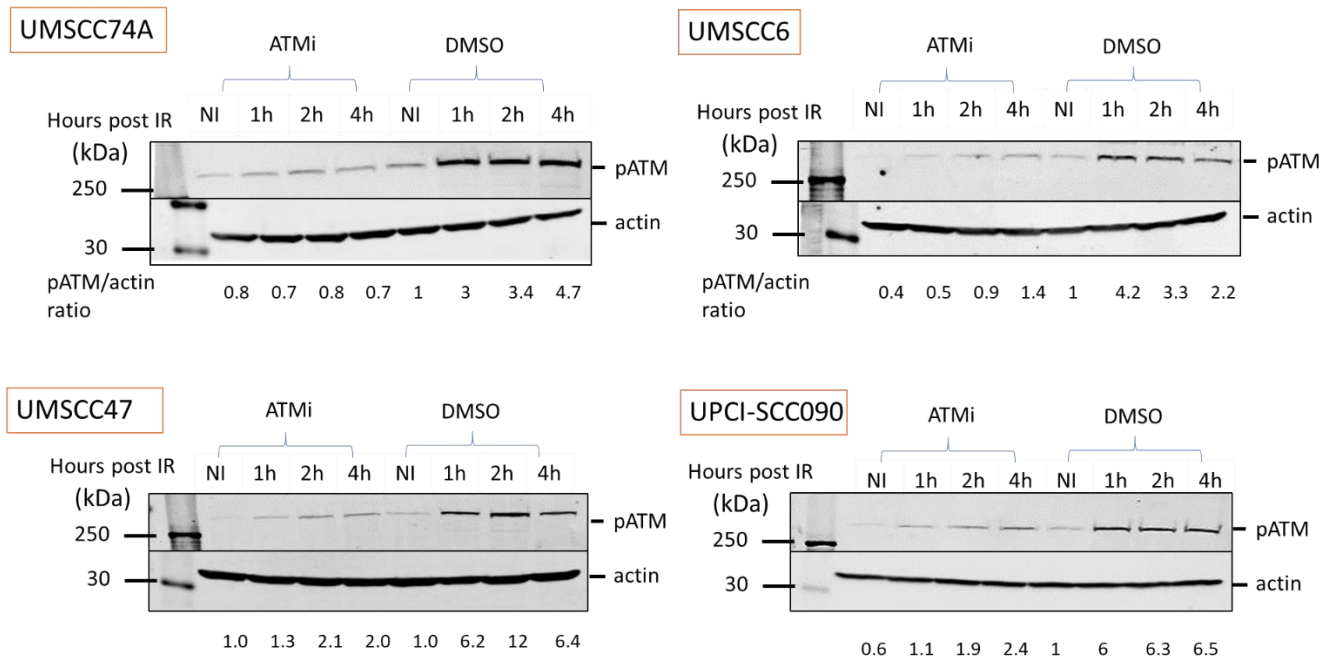 UMSCC74A
ATMi DMSO
Hours post IR NI 1h 2h 4h NI 1h 2h 4h
(kDa)
pATM
250
actin
30
pATM/actin ratio
0.8 0.7 0.8 0.7 1 3 3.4 4.7
UMSCC6
ATMi DMSO
Hours post IR NI 1h 2h 4h NI 1h 2h 4h
(kDa)
pATM
250
actin
30
pATM/actin ratio
0.4 0.5 0.9 1.4 1 4.2 3.3 2.2
UMSCC47
ATMi DMSO
Hours post IR NI 1h 2h 4h NI 1h 2h 4h
(kDa)
pATM
250
30 actin
1.0 1.3 2.1 2.0 1.0 6.2 12 6.4
UPCI-SCC090
ATMi DMSO
Hours post IR NI 1h 2h 4h NI 1h 2h 4h
(kDa)
pATM
250
30 actin
0.6 1.1 1.9 2.4 1 6 6.3 6.5